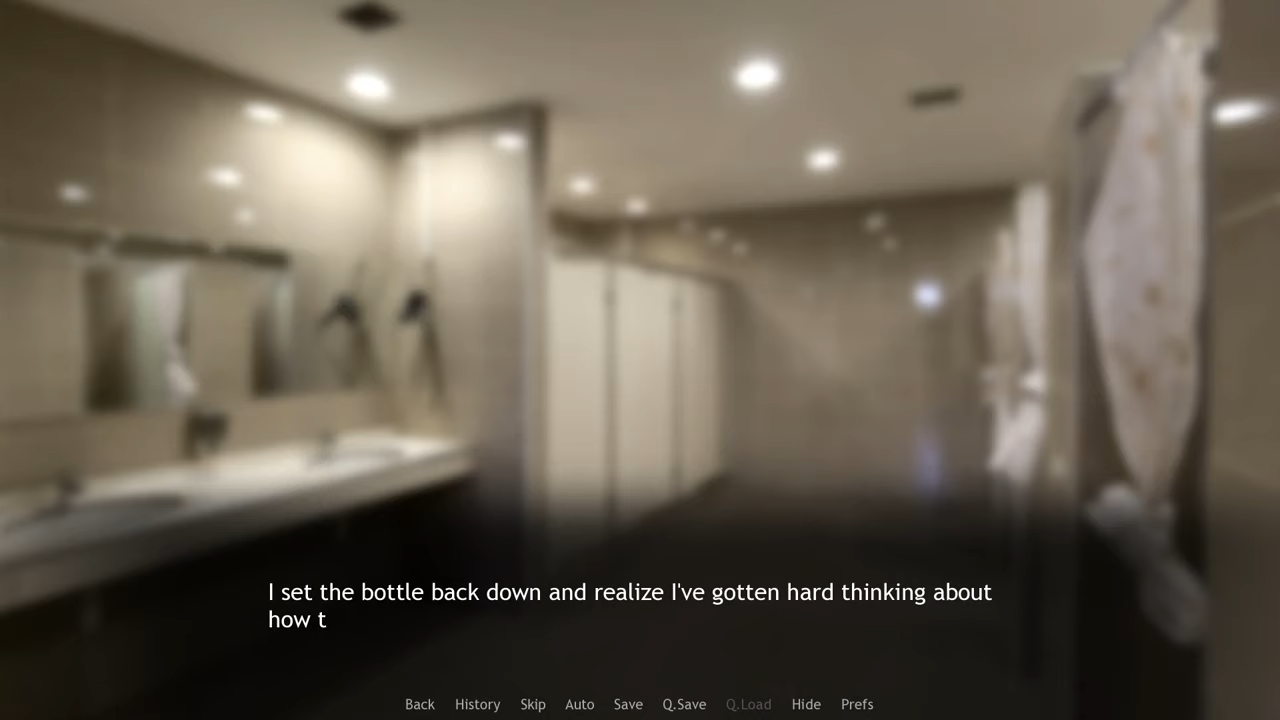 I set the bottle back down and realize I've gotten hard thinking about
how t
Back History Skip Auto Save Q.Save Q.Load Hide Prefs